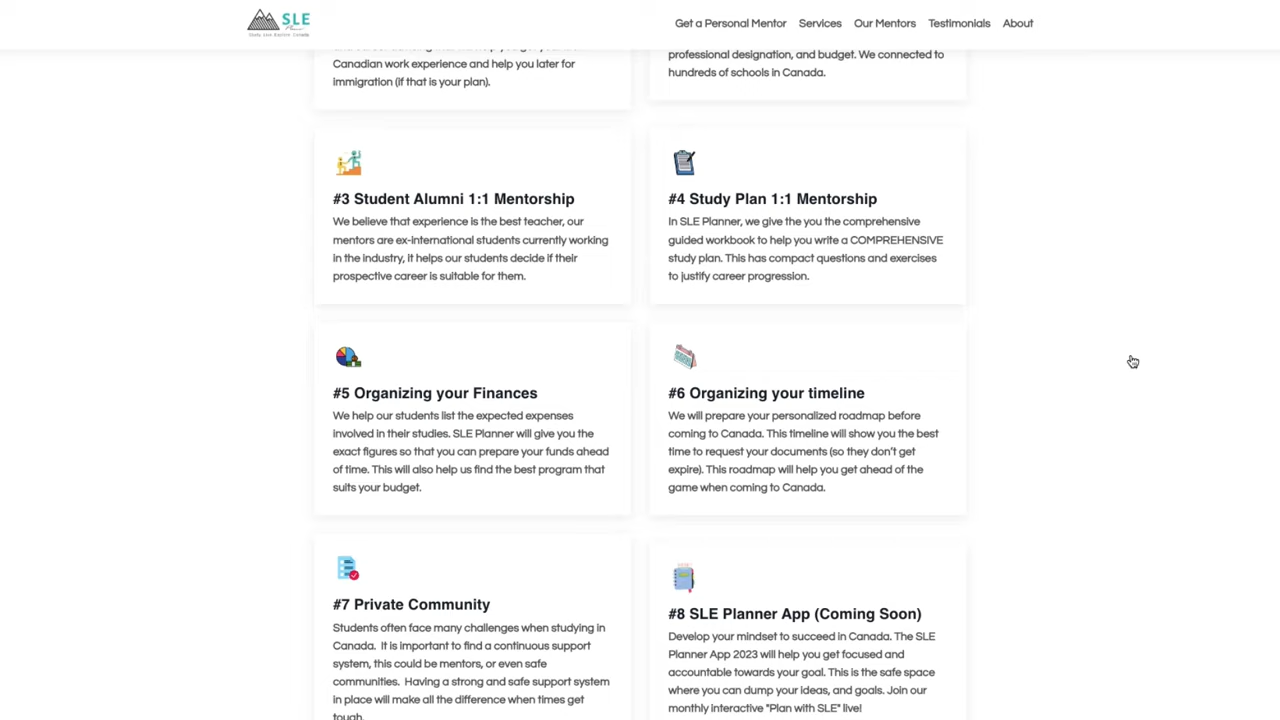 SLE
Planner
Study Live Explore Canada
Get a Personal Mentor Services Our Mentors Testimonials About
Canadian work experience and help you later for
immigration (if that is your plan).
professional designation, and budget. We connected to
hundreds of schools in Canada.
#3 Student Alumni 1:1 Mentorship
We believe that experience is the best teacher, our
mentors are ex-international students currently working
in the industry, it helps our students decide if their
prospective career is suitable for them.
#4 Study Plan 1:1 Mentorship
In SLE Planner, we give the you the comprehensive
guided workbook to help you write a COMPREHENSIVE
study plan. This has compact questions and exercises
to justify career progression.
#5 Organizing your Finances
We help our students list the expected expenses
involved in their studies. SLE Planner will give you the
exact figures so that you can prepare your funds ahead
of time. This will also help us find the best program that
suits your budget.
#6 Organizing your timeline
We will prepare your personalized roadmap before
coming to Canada. This timeline will show you the best
time to request your documents (so they don't get
expire). This roadmap will help you get ahead of the
game when coming to Canada.
#7 Private Community
Students often face many challenges when studying in
Canada. It is important to find a continuous support
system, this could be mentors, or even safe
communities. Having a strong and safe support system
in place will make all the difference when times get
tough.
#8 SLE Planner App (Coming Soon)
Develop your mindset to succeed in Canada. The SLE
Planner App 2023 will help you get focused and
accountable towards your goal. This is the safe space
where you can dump your ideas, and goals. Join our
monthly interactive "Plan with SLE" live!